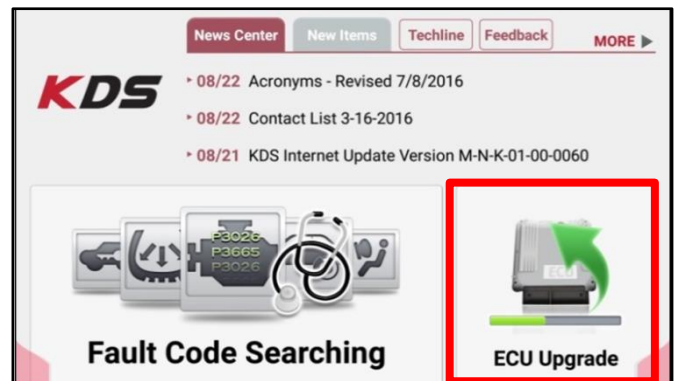 News Center New Items Techline Feedback MORE ▶
KDS
08/22 Acronyms - Revised 7/8/2016
08/22 Contact List 3-16-2016
08/21 KDS Internet Update Version M-N-K-01-00-0060
P3026
P3665
P3026
ECU
Fault Code Searching
ECU Upgrade